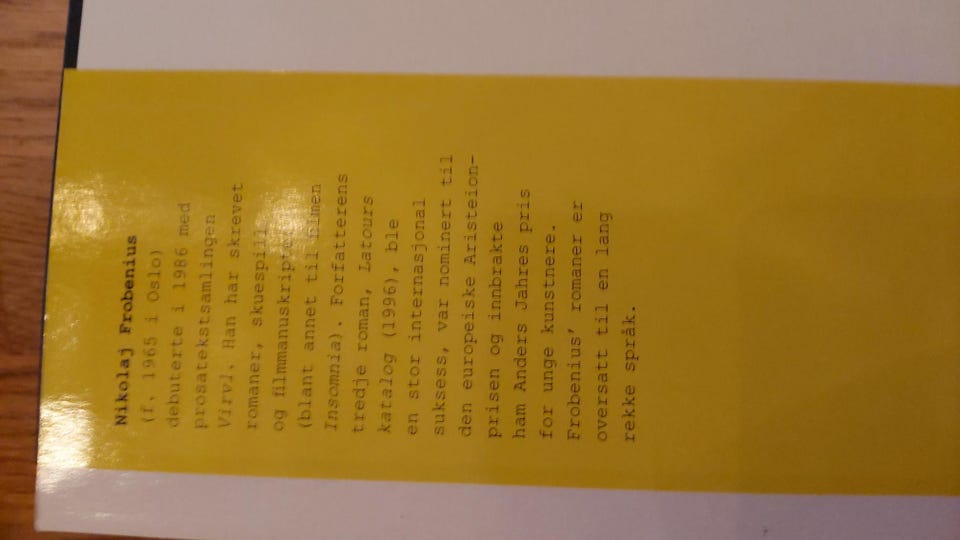 Nikolaj Frobenius
(f. 1965 i Oslo)
debuterte i 1986 med
prosatekstsamlingen
Virvl. Han har skrevet
romaner, skuespill
og filmmanuskripter
(blant annet til filmen
Insomnia). Forfatterens
tredje roman, Latours
katalog (1996), ble
en stor internasjonal
suksess, var nominert til
den europeiske Aristeion-
prisen og innbrakte
ham Anders Jahres pris
for unge kunstnere.
Frobenius' romaner er
oversatt til en lang
rekke språk.